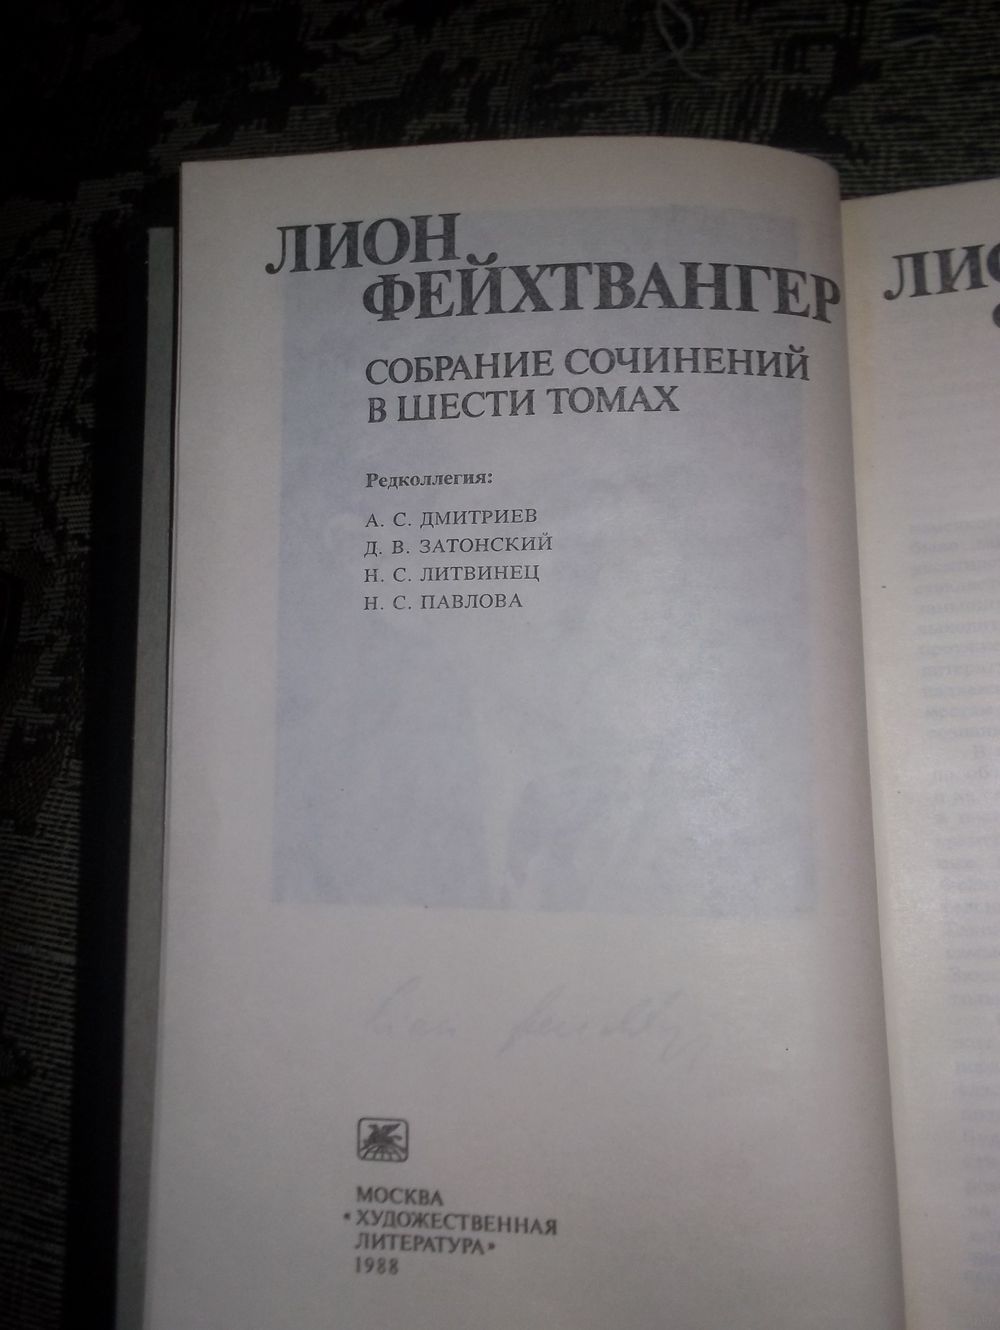 ЛИОН
ФЕЙХТВАНГЕР
СОБРАНИЕ СОЧИНЕНИЙ
В ШЕСТИ ТОМАХ
Редколлегия:
А. С. ДМИТРИЕВ
Д. В. ЗАТОНСКИЙ
Н. С. ЛИТВИНЕЦ
Н. С. ПАВЛОВА
МОСКВА
«ХУДОЖЕСТВЕННАЯ
ЛИТЕРАТУРА»
1988